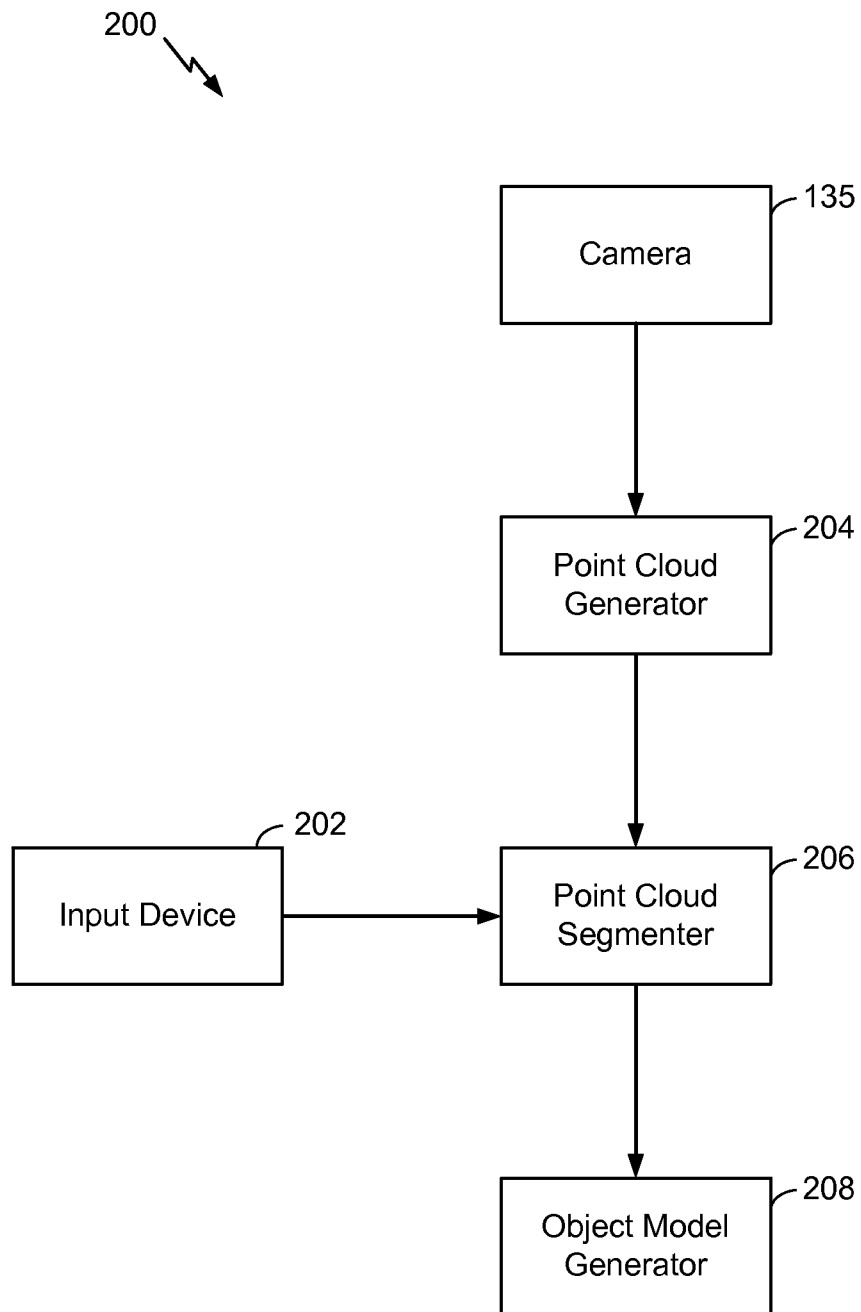 200
135
Camera
204
Point Cloud
Generator
202
Input Device
206
Point Cloud
Segmenter
208
Object Model
Generator